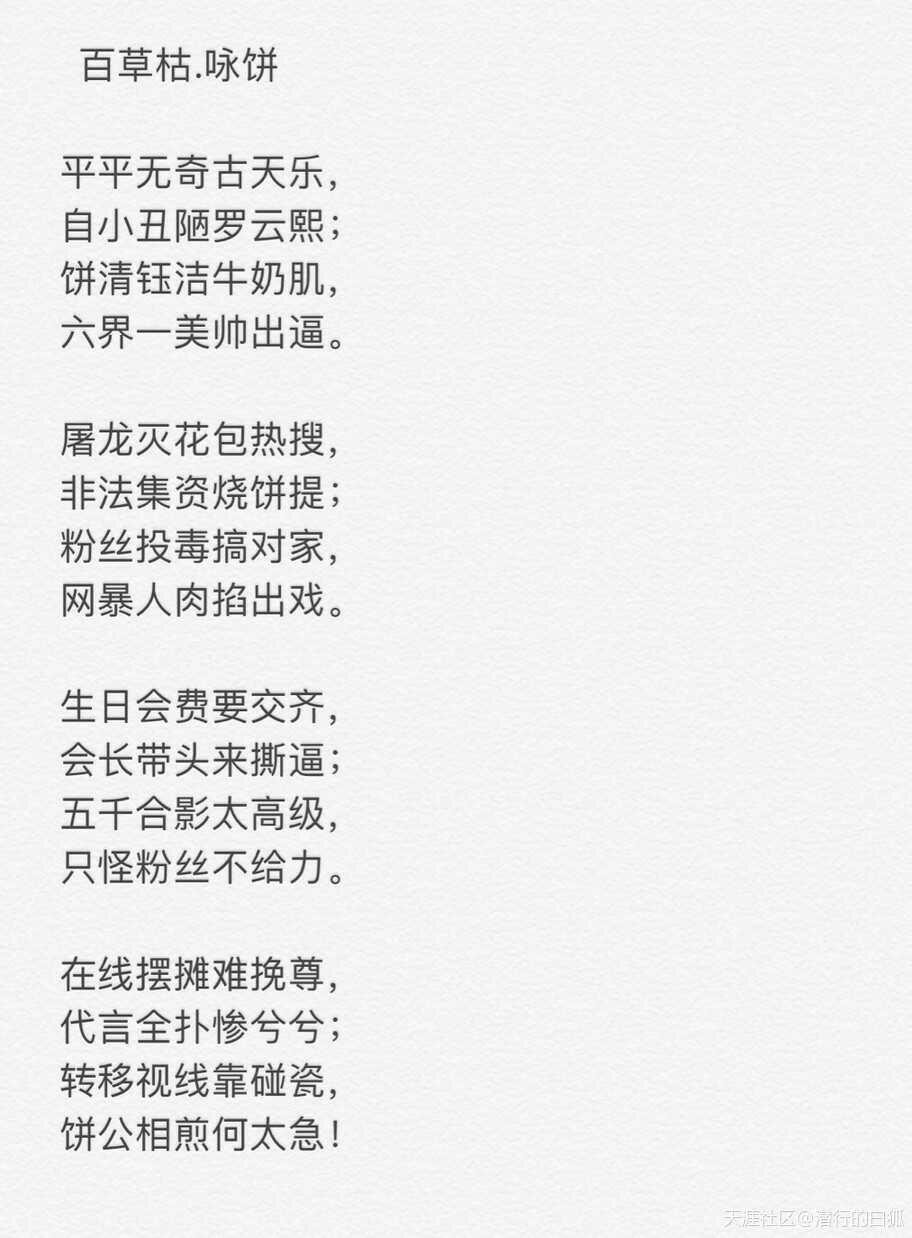 百草枯.咏饼
平平无奇古天乐，
自小丑陋罗云熙；
饼清钰洁牛奶肌，
六界一美帅出逼。
屠龙灭花包热搜，
非法集资烧饼提；
粉丝投毒搞对家，
网暴人肉掐出戏。
生日会费要交齐，
会长带头来撕逼；
五千合影太高级，
只怪粉丝不给力。
在线摆摊难挽尊，
代言全扑惨兮兮；
转移视线靠碰瓷，
饼公相煎何太急！
天涯社区@潜行的白狐